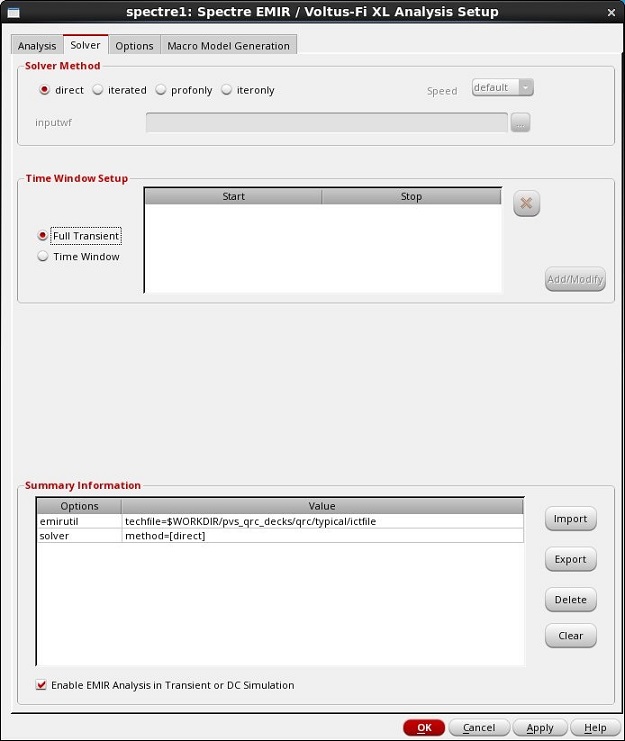 spectre1: Spectre EMIR / Voltus-Fi XL Analysis Setup
Analysis Solver Options Macro Model Generation
Solver Method
direct iterated profonly iteronly Speed default
inputwf ...
Time Window Setup
Start Stop
Full Transient
Time Window
Add/Modify
Summary Information
Options Value
emirutil techfile=$WORKDIR/pvs_qrc_decks/qrc/typical/ictfile
solver method=[direct]
Import
Export
Delete
Clear
Enable EMIR Analysis in Transient or DC Simulation
OK Cancel Apply Help